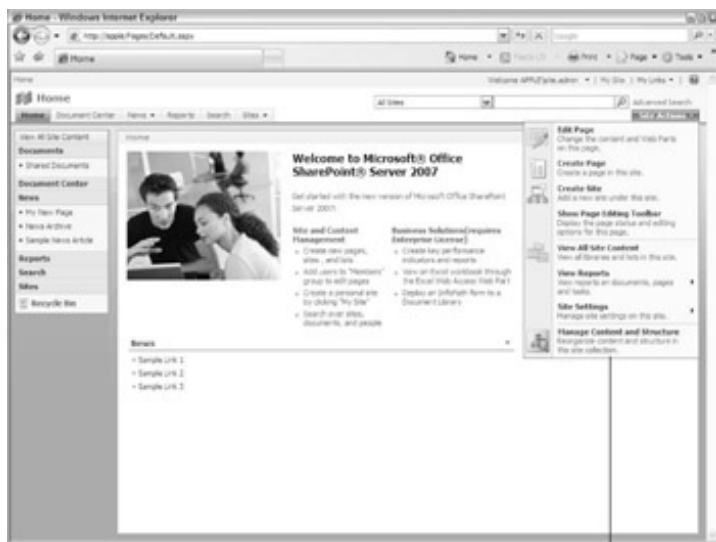 Home - Windows Internet Explorer
http://apple/Pages/Default.aspx
Google
Home
Home
Print
Page
Tools
Home
Welcome APPLE\site.admin
My Site
My Links
Home
All Sites
Advanced Search
Home
Document Center
News
Reports
Search
Sites
Site Actions
View All Site Content
Documents
Shared Documents
Document Center
News
My New Page
News Archive
Sample News Article
Reports
Search
Sites
Recycle Bin
Home
Welcome to Microsoft® Office
SharePoint® Server 2007
Get started with the new version of Microsoft Office SharePoint
Server 2007:
Site and Content
Management
Create new pages,
sites, and lists
Add users to "Members"
group to edit pages
Create a personal site
by clicking "My Site"
Search over sites,
documents, and people
Business Solutions(requires
Enterprise License)
Create key performance
indicators and reports
View an Excel workbook through
the Excel Web Access Web Part
Deploy an InfoPath form to a
Document Library
News
Sample Link 1
Sample Link 2
Sample Link 3
Edit Page
Change the content and Web Parts
on this page.
Create Page
Create a page in this site.
Create Site
Add a new site under this site.
Show Page Editing Toolbar
Display the page status and editing
options for this page.
View All Site Content
View all libraries and lists in this site.
View Reports
View reports on documents, pages
and tasks.
Site Settings
Manage site settings on this site.
Manage Content and Structure
Reorganize content and structure in
this site collection.